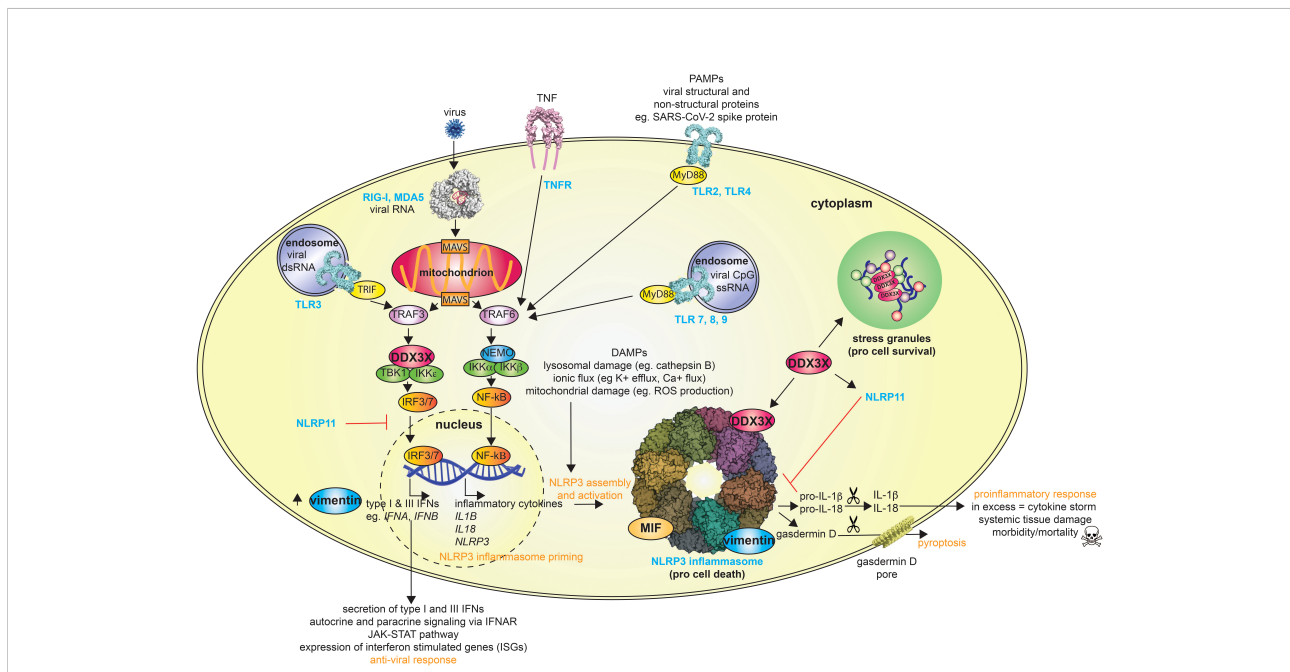 PAMPs
viral structural and
non-structural proteins
eg. SARS-CoV-2 spike protein
TNF
virus
MyD88
TNFR
TLR2, TLR4
RIG-I, MDA5
viral RNA
cytoplasm
endosome
viral
dsRNA
TRIF
TLR3
MAVS
mitochondrion
MAVS
endosome
viral CpG
ssRNA
MyD88
TLR 7, 8, 9
DDX3X
DDX3X
DDX3X
stress granules
(pro cell survival)
TRAF3
TRAF6
DDX3X
TBK1
IKKε
NEMO
IKKα
IKKβ
DAMPs
lysosomal damage (eg. cathepsin B)
ionic flux (eg K+ efflux, Ca+ flux)
mitochondrial damage (eg. ROS production)
DDX3X
NLRP11
IRF3/7
NF-kB
NLRP11
nucleus
IRF3/7
NF-kB
DDX3X
NLRP3 assembly
and activation
vimentin
type I & III IFNs
eg. IFNA, IFNB
inflammatory cytokines
IL1B
IL18
NLRP3
NLRP3 inflammasome priming
MIF
vimentin
NLRP3 inflammasome
(pro cell death)
pro-IL-1β
pro-IL-18
IL-1β
IL-18
gasdermin D
gasdermin D
pore
pyroptosis
proinflammatory response
in excess = cytokine storm
systemic tissue damage
morbidity/mortality
secretion of type I and III IFNs
autocrine and paracrine signaling via IFNAR
JAK-STAT pathway
expression of interferon stimulated genes (ISGs)
anti-viral response